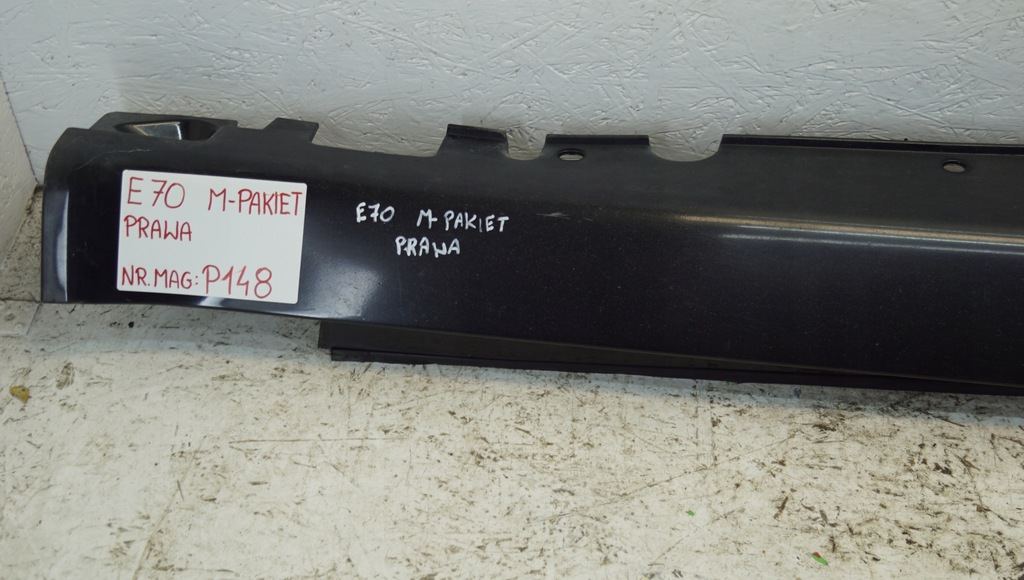 E70 M-PAKIET
PRAWA
NR. MAG: P148
E70 M-PAKIET
PRAWA